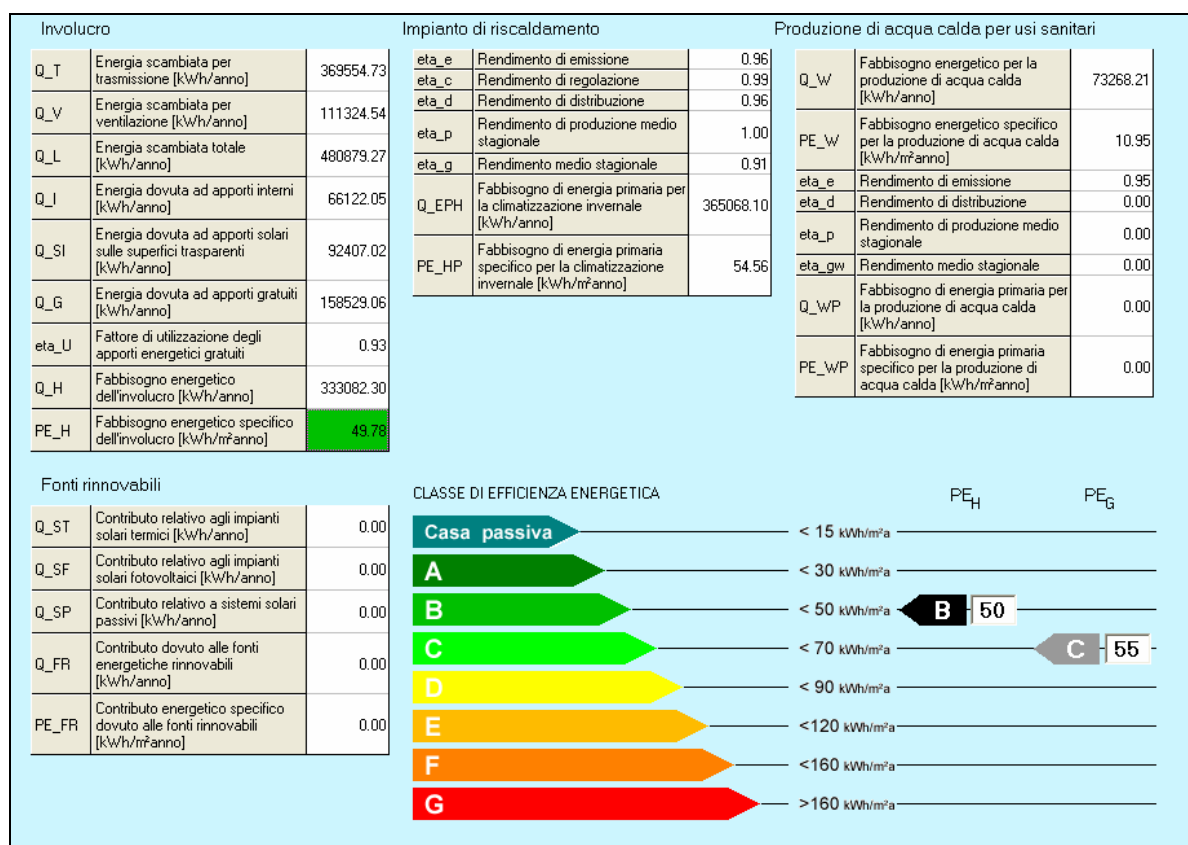 Involucro
Q_T
Energia scambiata per
trasmissione [kWh/anno]
369554.73
Q_V
Energia scambiata per
ventilazione [kWh/anno]
111324.54
Q_L
Energia scambiata totale
[kWh/anno]
480879.27
Q_I
Energia dovuta ad apporti interni
[kWh/anno]
66122.05
Q_SI
Energia dovuta ad apporti solari
sulle superfici trasparenti
[kWh/anno]
92407.02
Q_G
Energia dovuta ad apporti gratuiti
[kWh/anno]
158529.06
eta_U
Fattore di utilizzazione degli
apporti energetici gratuiti
0.93
Q_H
Fabbisogno energetico
dell'involucro [kWh/anno]
333082.30
PE_H
Fabbisogno energetico specifico
dell'involucro [kWh/m²anno]
49.78
Impianto di riscaldamento
eta_e Rendimento di emissione 0.96
eta_c Rendimento di regolazione 0.99
eta_d Rendimento di distribuzione 0.96
eta_p
Rendimento di produzione medio
stagionale
1.00
eta_g Rendimento medio stagionale 0.91
Q_EPH
Fabbisogno di energia primaria per
la climatizzazione invernale
[kWh/anno]
365068.10
PE_HP
Fabbisogno di energia primaria
specifico per la climatizzazione
invernale [kWh/m²anno]
54.56
Produzione di acqua calda per usi sanitari
Q_W
Fabbisogno energetico per la
produzione di acqua calda
[kWh/anno]
73268.21
PE_W
Fabbisogno energetico specifico
per la produzione di acqua calda
[kWh/m²anno]
10.95
eta_e Rendimento di emissione 0.95
eta_d Rendimento di distribuzione 0.00
eta_p
Rendimento di produzione medio
stagionale
0.00
eta_gw Rendimento medio stagionale 0.00
Q_WP
Fabbisogno di energia primaria per
la produzione di acqua calda
[kWh/anno]
0.00
PE_WP
Fabbisogno di energia primaria
specifico per la produzione di
acqua calda [kWh/m²anno]
0.00
Fonti rinnovabili
Q_ST
Contributo relativo agli impianti
solari termici [kWh/anno]
0.00
Q_SF
Contributo relativo agli impianti
solari fotovoltaici [kWh/anno]
0.00
Q_SP
Contributo relativo a sistemi solari
passivi [kWh/anno]
0.00
Q_FR
Contributo dovuto alle fonti
energetiche rinnovabili
[kWh/anno]
0.00
PE_FR
Contributo energetico specifico
dovuto alle fonti rinnovabili
[kWh/m²anno]
0.00
CLASSE DI EFFICIENZA ENERGETICA PE_H PE_G
Casa passiva < 15 kWh/m²a
A < 30 kWh/m²a
B < 50 kWh/m²a B 50
C < 70 kWh/m²a C 55
D < 90 kWh/m²a
E <120 kWh/m²a
F <160 kWh/m²a
G >160 kWh/m²a